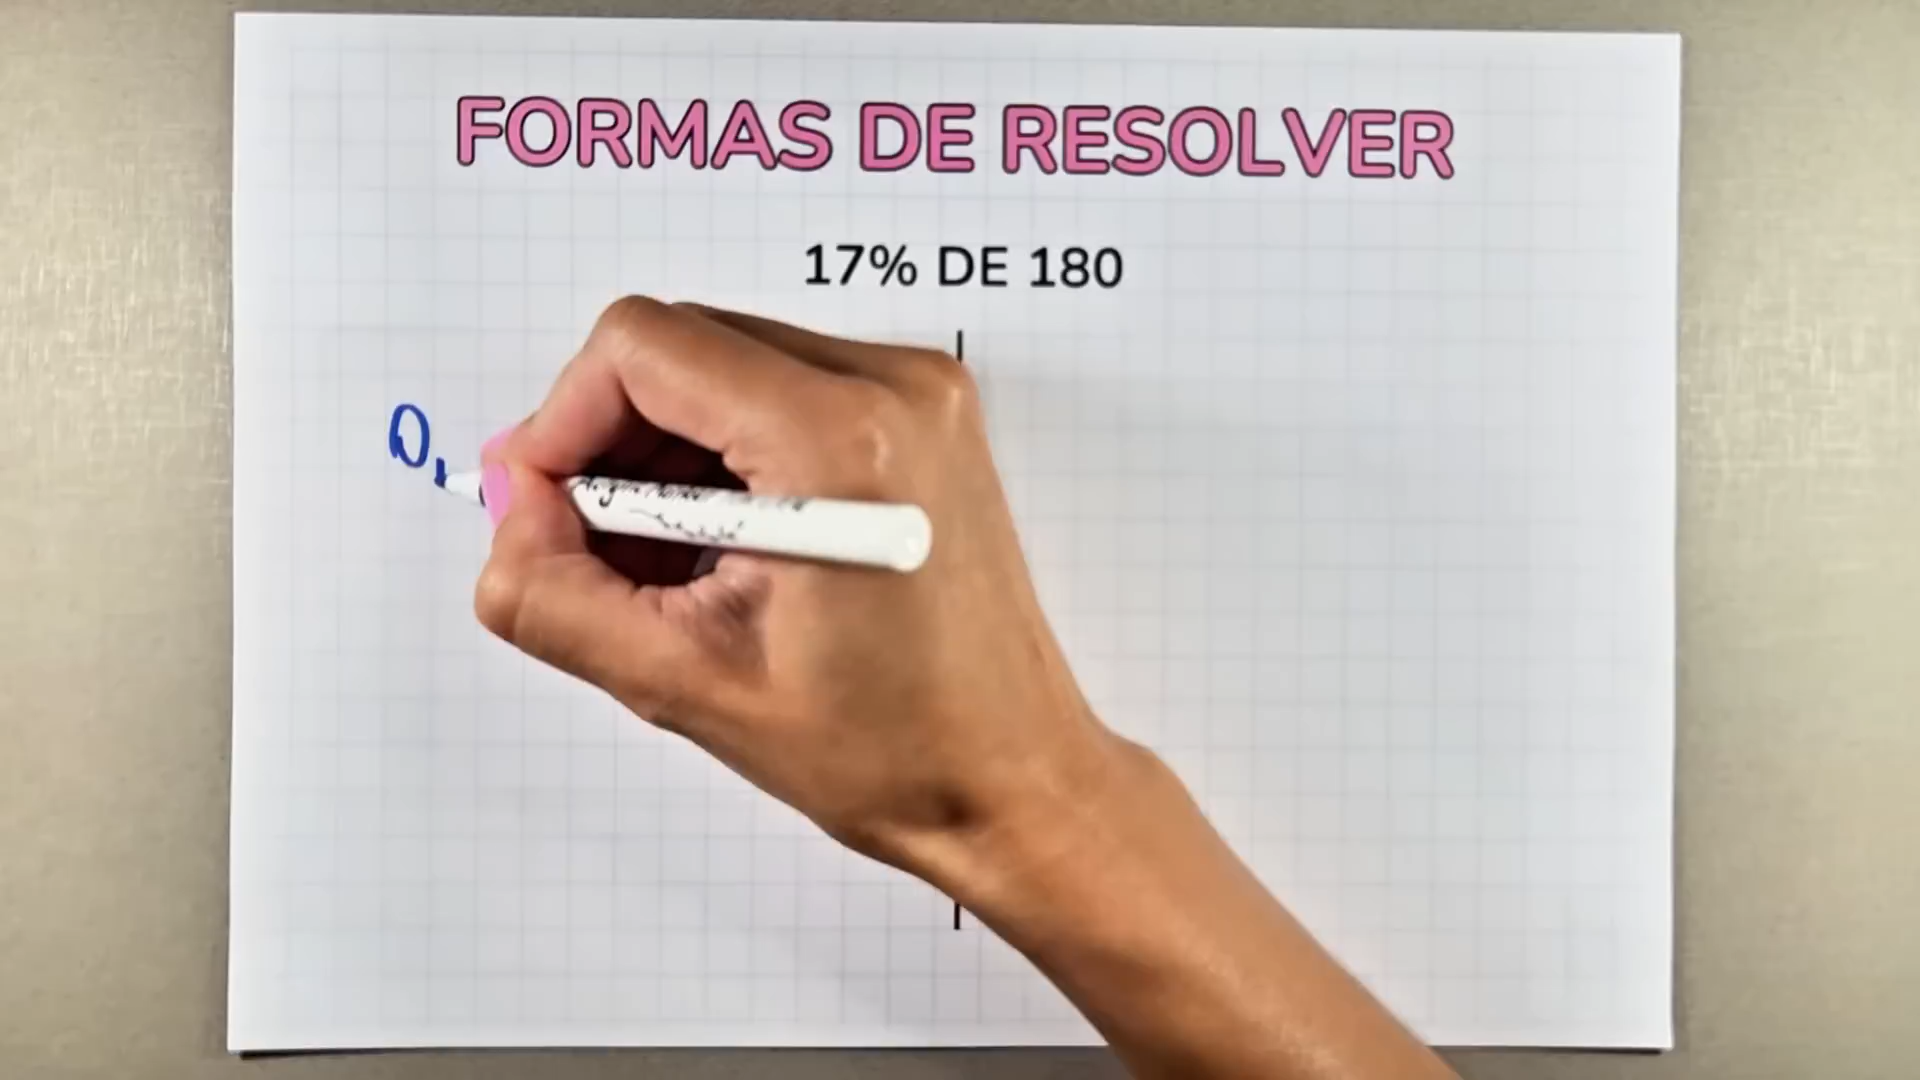 FORMAS DE RESOLVER
17% DE 180
0,